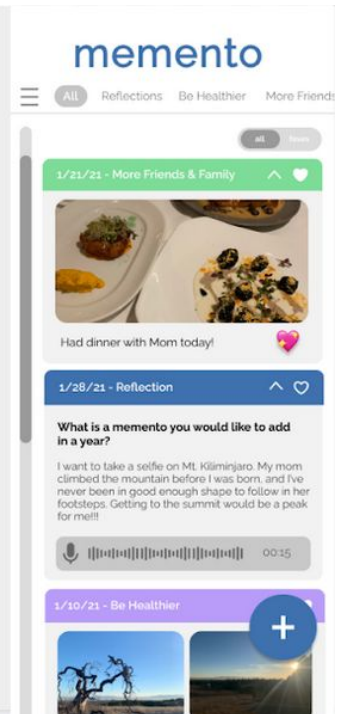 memento
All Reflections Be Healthier More Friends
all
1/21/21 - More Friends & Family
Had dinner with Mom today!
1/28/21 - Reflection
What is a memento you would like to add
in a year?
I want to take a selfie on Mt. Kiliminjaro. My mom
climbed the mountain before I was born, and I've
never been in good enough shape to follow in her
footsteps. Getting to the summit would be a peak
for me!!!
00:15
1/10/21 - Be Healthier
+